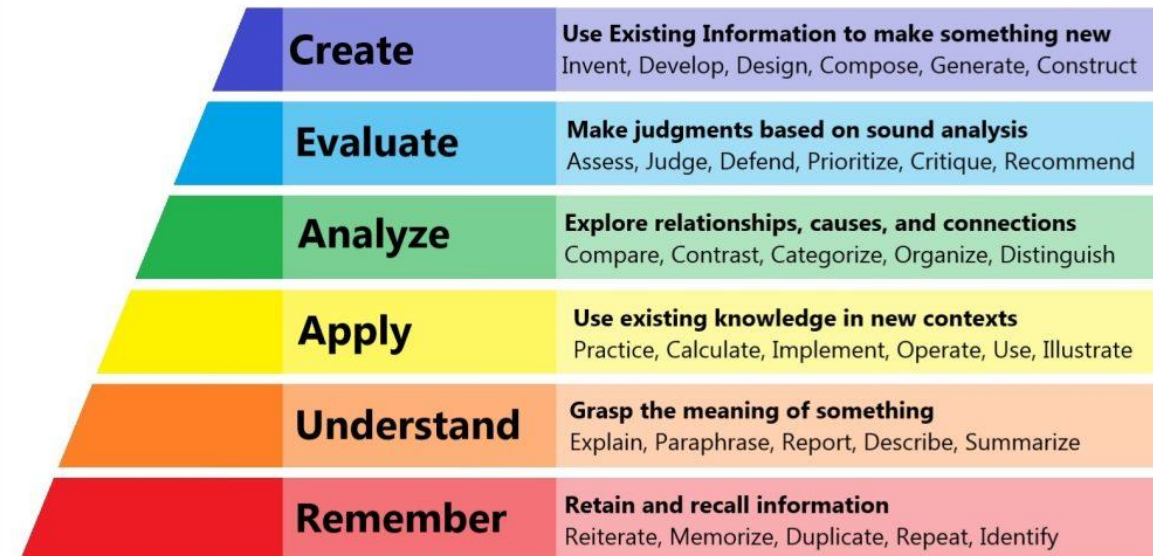 Create
Use Existing Information to make something new
Invent, Develop, Design, Compose, Generate, Construct
Evaluate
Make judgments based on sound analysis
Assess, Judge, Defend, Prioritize, Critique, Recommend
Analyze
Explore relationships, causes, and connections
Compare, Contrast, Categorize, Organize, Distinguish
Apply
Use existing knowledge in new contexts
Practice, Calculate, Implement, Operate, Use, Illustrate
Understand
Grasp the meaning of something
Explain, Paraphrase, Report, Describe, Summarize
Remember
Retain and recall information
Reiterate, Memorize, Duplicate, Repeat, Identify